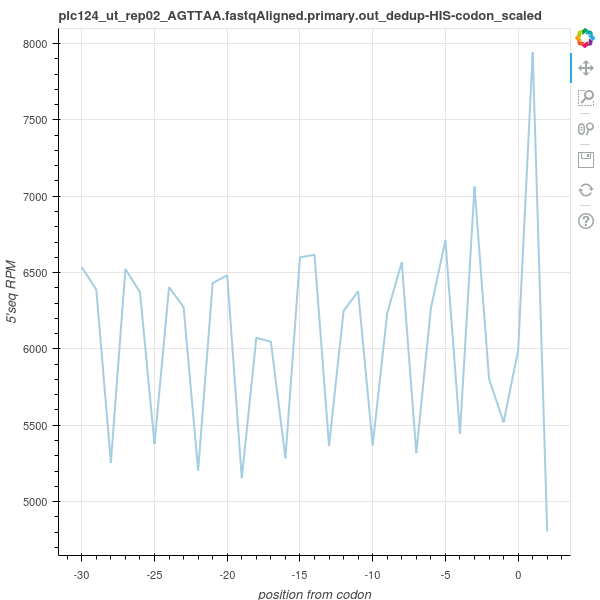 plc124_ut_rep02_AGTTAA.fastqAligned.primary.out_dedup-HIS-codon_scaled
8000
7500
7000
6500
6000
5500
5000
5'seq RPM
-30 -25 -20 -15 -10 -5 0
position from codon